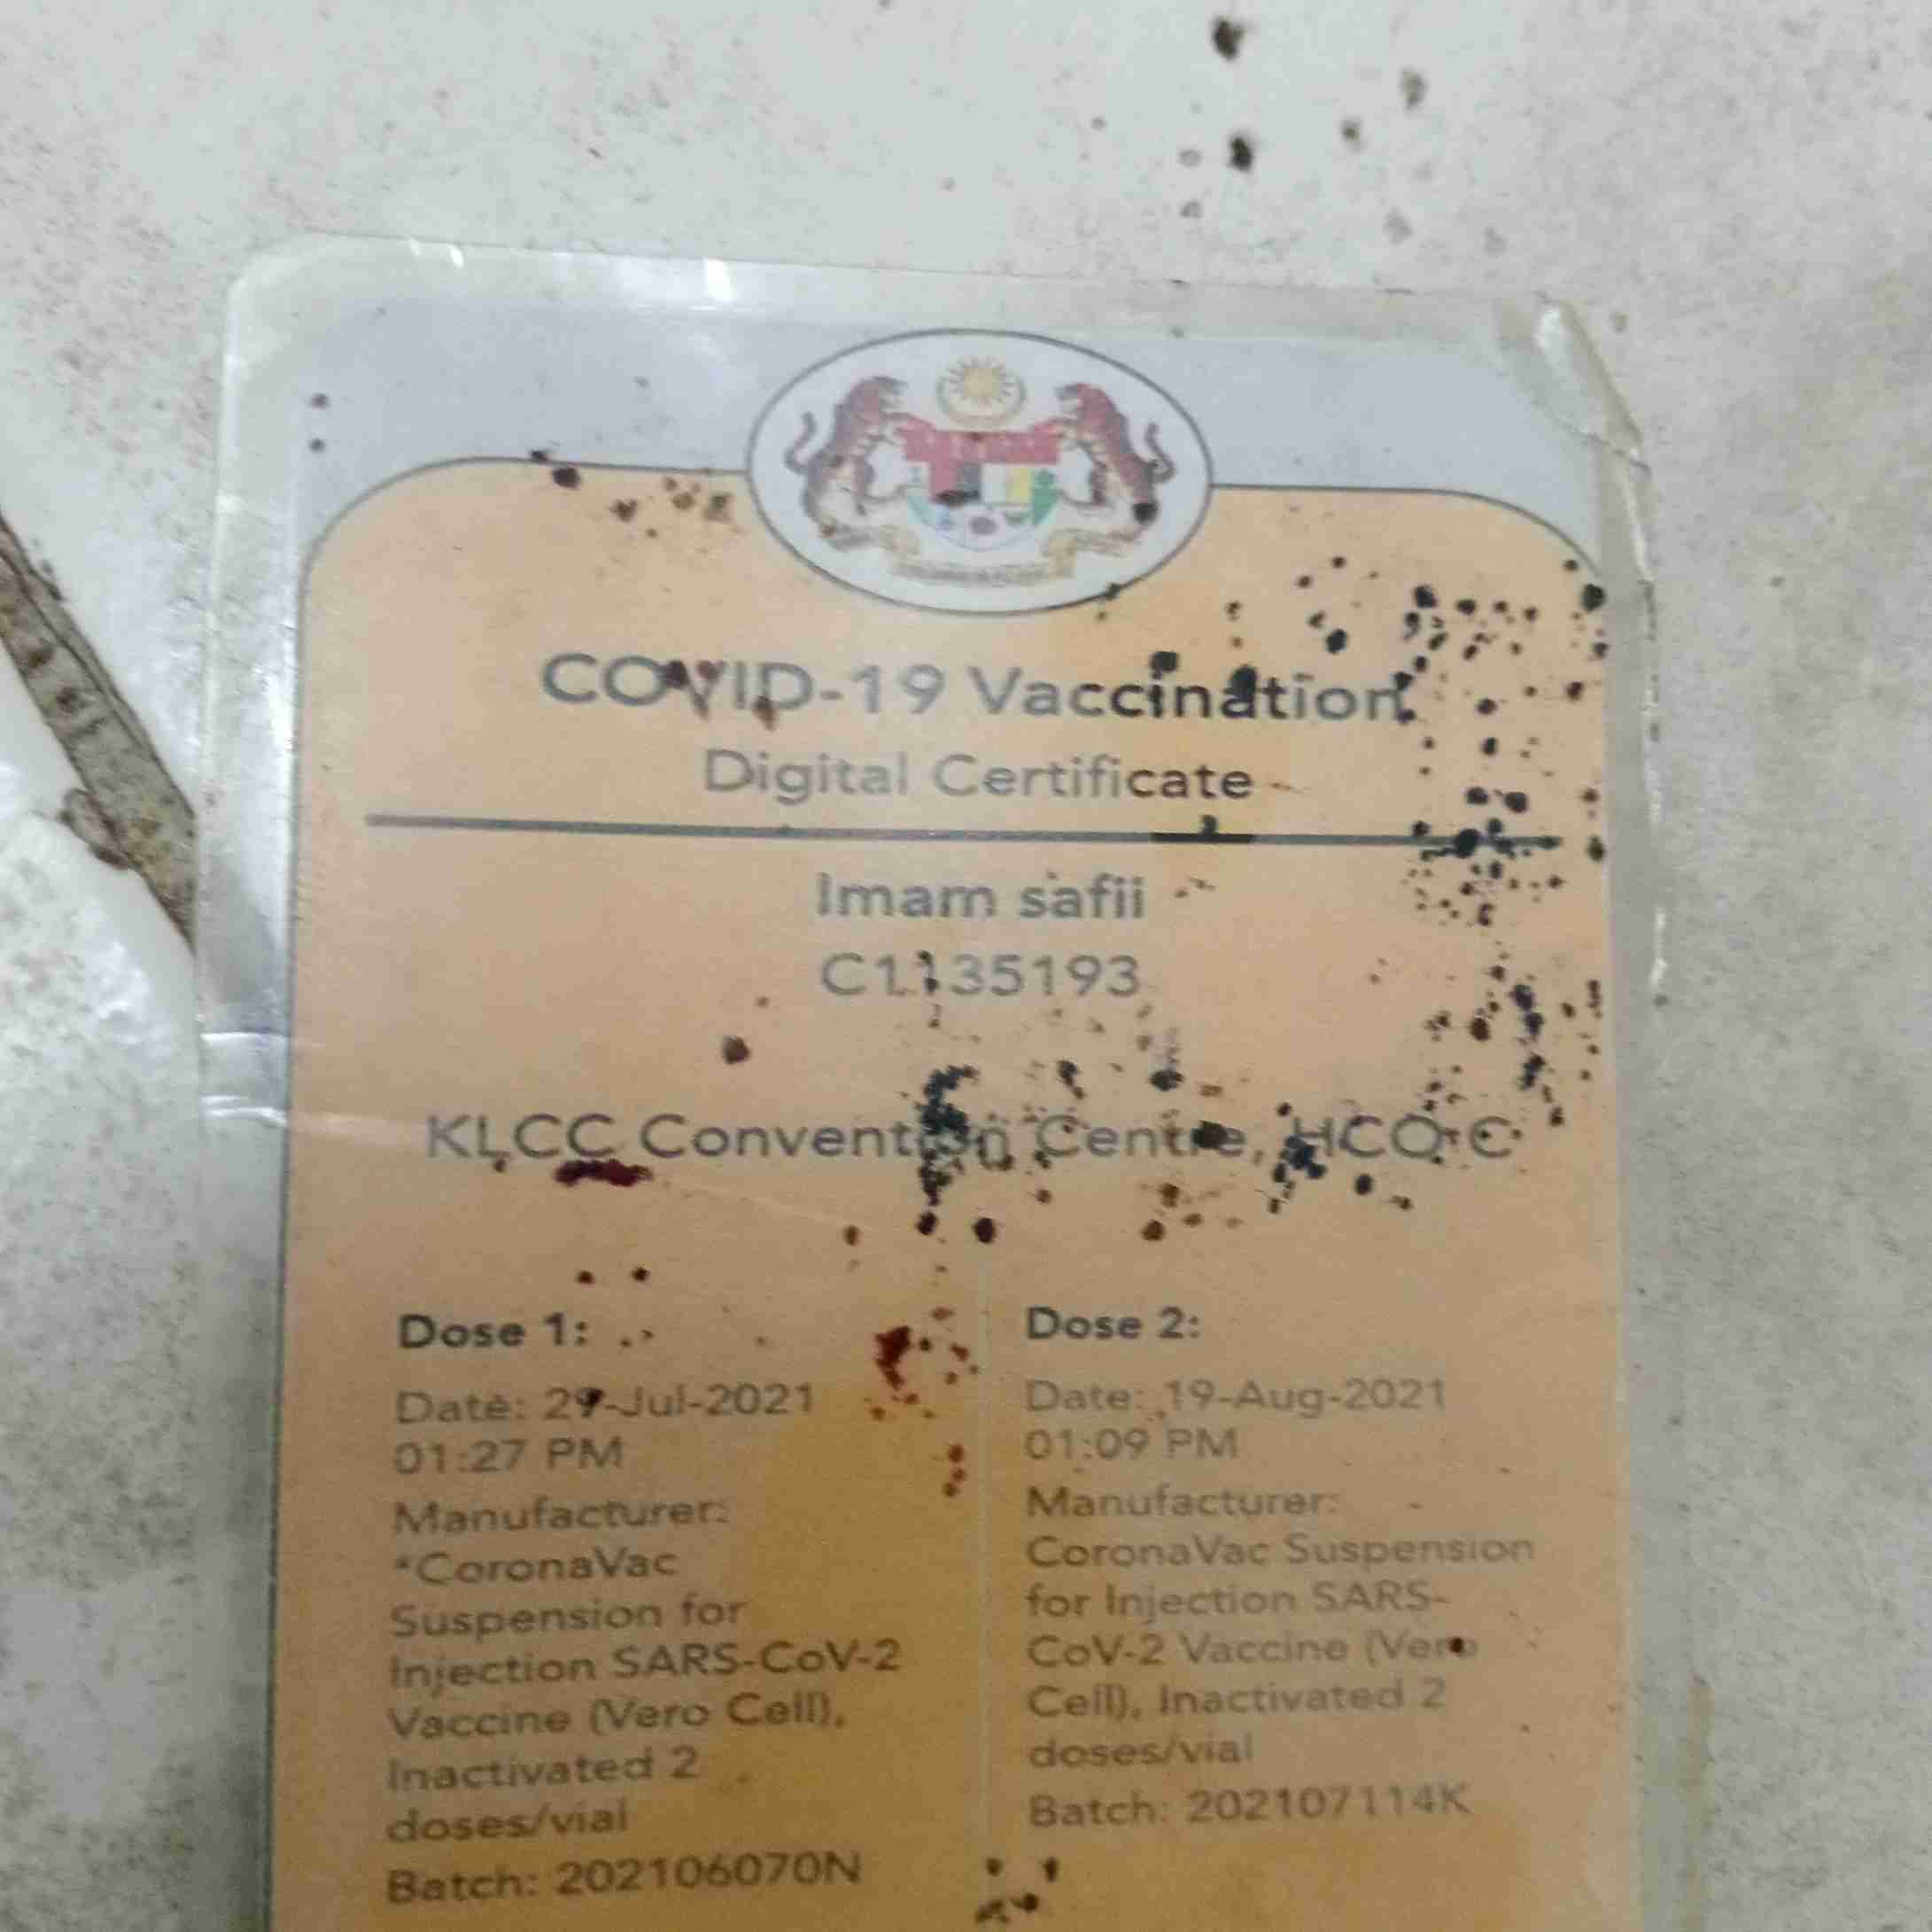 COVID-19 Vaccination
Digital Certificate
Imam safii
C1135193
KLCC Convention Centre, HCO C
Dose 1:
Date: 29-Jul-2021
01:27 PM
Manufacturer:
*CoronaVac
Suspension for
Injection SARS-CoV-2
Vaccine (Vero Cell),
Inactivated 2
doses/vial
Batch: 202106070N
Dose 2:
Date: 19-Aug-2021
01:09 PM
Manufacturer:
CoronaVac Suspension
for Injection SARS-
CoV-2 Vaccine (Vero
Cell), Inactivated 2
doses/vial
Batch: 202107114K